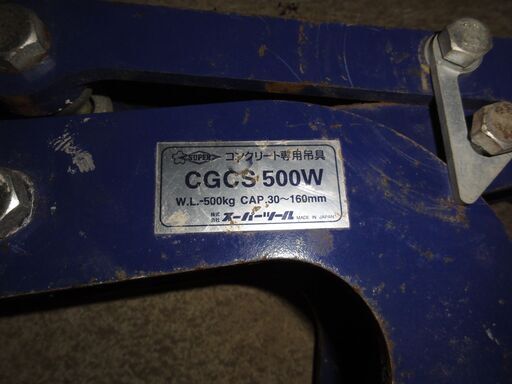 SUPER コンクリート専用吊具
CGCS 500W
W.L.-500kg CAP.30～160mm
株式会社 スーパーツール MADE IN JAPAN